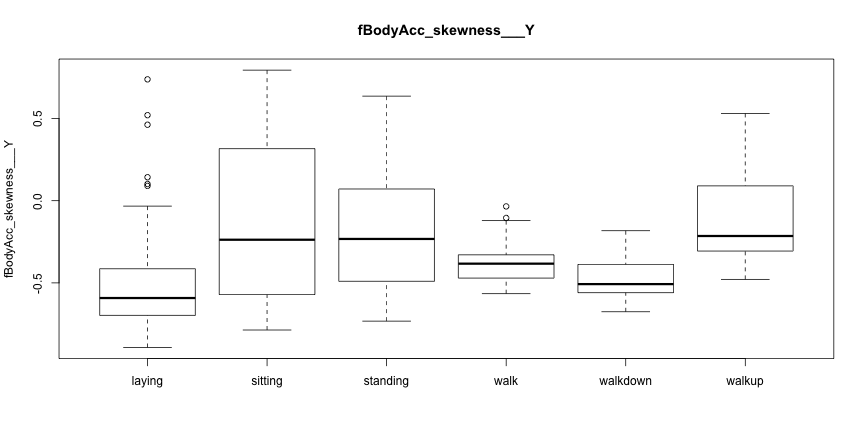 fBodyAcc_skewness___Y
fBodyAcc_skewness___Y
0.5
0.0
-0.5
laying sitting standing walk walkdown walkup